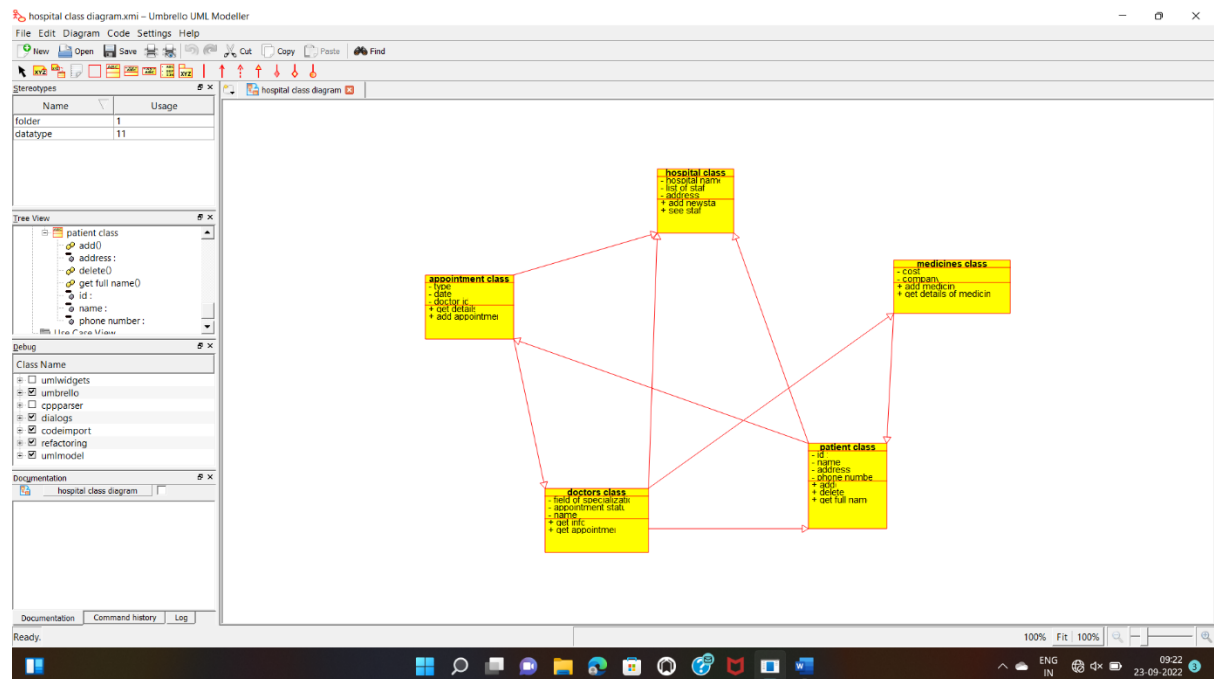 hospital class diagram.xmi – Umbrello UML Modeller
File Edit Diagram Code Settings Help
New Open Save Cut Copy Paste Find
Stereotypes
hospital class diagram
Name Usage
folder 1
datatype 11
Tree View
patient class
add()
address :
delete()
get full name()
id :
name :
phone number :
Use Case View
Debug
Class Name
umlwidgets
umbrello
cppparser
dialogs
codeimport
refactoring
umlmodel
Documentation
hospital class diagram
Documentation Command history Log
Ready.
hospital class
- hospital name
- list of staf
- address
+ add newsta
+ see staf
appointment class
- type
- date
- doctor ic
+ get details
+ add appointmer
medicines class
- cost
- company
+ add medicin
+ get details of medicin
patient class
- id
- name
- address
- phone numbe
+ add
+ delete
+ get full nam
doctors class
- field of specializatic
- appointment statu
- name
+ get infc
+ get appointmer
100% Fit 100%
ENG
IN
09:22
23-09-2022
3